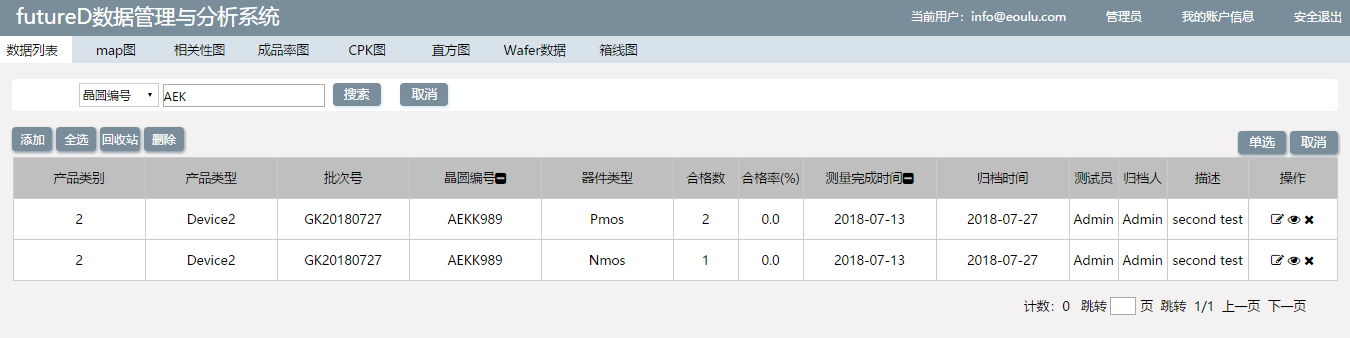 futureD数据管理与分析系统 当前用户：info@eoulu.com 管理员 我的账户信息 安全退出
数据列表 map图 相关性图 成品率图 CPK图 直方图 Wafer数据 箱线图
晶圆编号 AEK 搜索 取消
添加 全选 回收站 删除 单选 取消
产品类别 产品类型 批次号 晶圆编号 器件类型 合格数 合格率(%) 测量完成时间 归档时间 测试员 归档人 描述 操作
2 Device2 GK20180727 AEKK989 Pmos 2 0.0 2018-07-13 2018-07-27 Admin Admin second test
2 Device2 GK20180727 AEKK989 Nmos 1 0.0 2018-07-13 2018-07-27 Admin Admin second test
计数：0 跳转 页 跳转 1/1 上一页 下一页